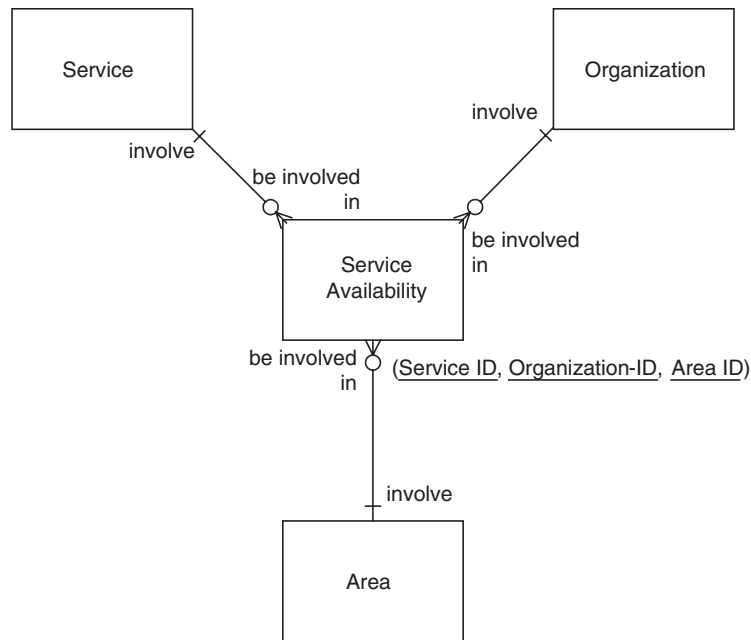 Service
Organization
involve
involve
be involved
in
be involved
in
Service
Availability
be involved
in
(Service ID, Organization-ID, Area ID)
involve
Area